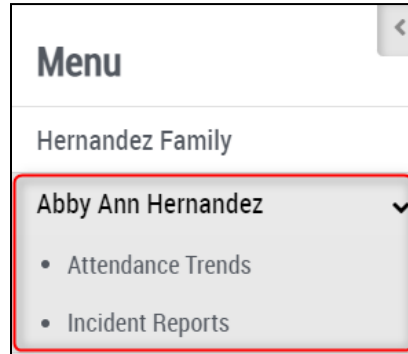 Menu
Hernandez Family
Abby Ann Hernandez
• Attendance Trends
• Incident Reports